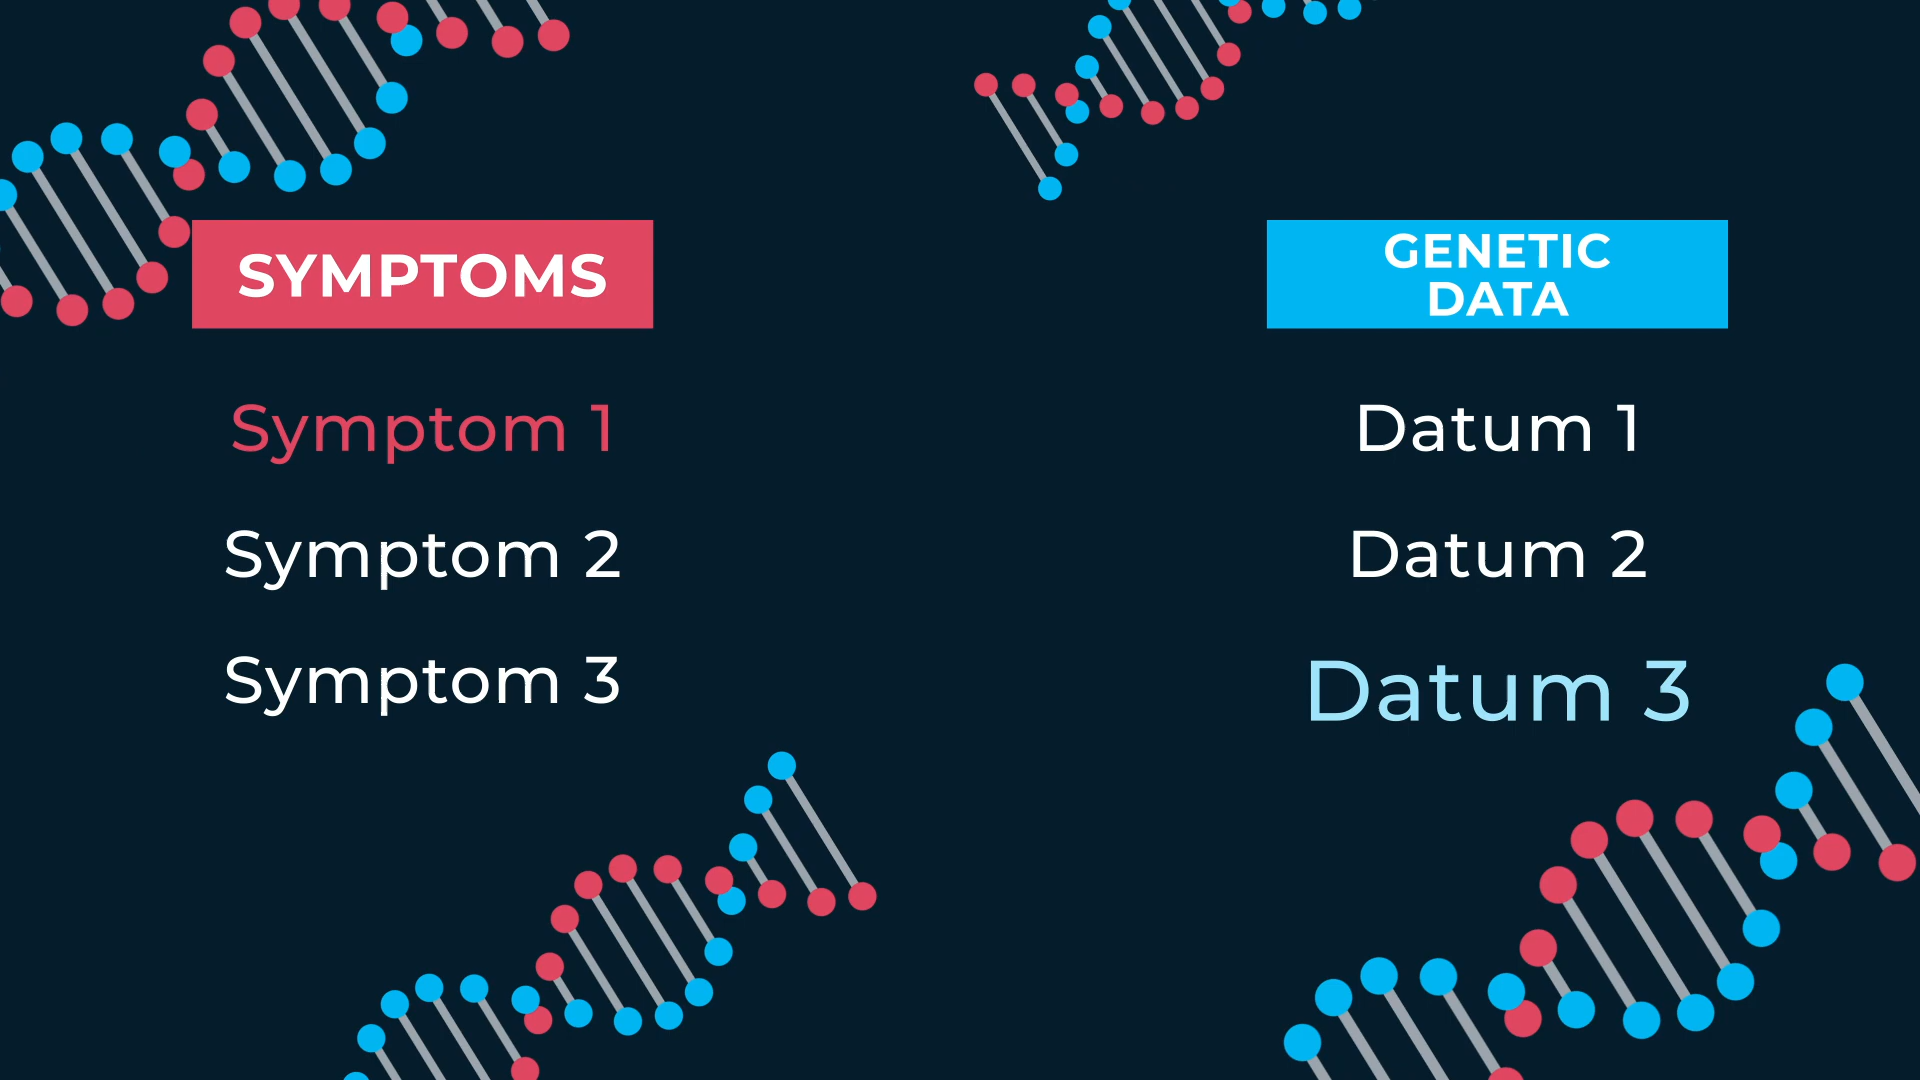 SYMPTOMS
Symptom 1
Symptom 2
Symptom 3
GENETIC
DATA
Datum 1
Datum 2
Datum 3